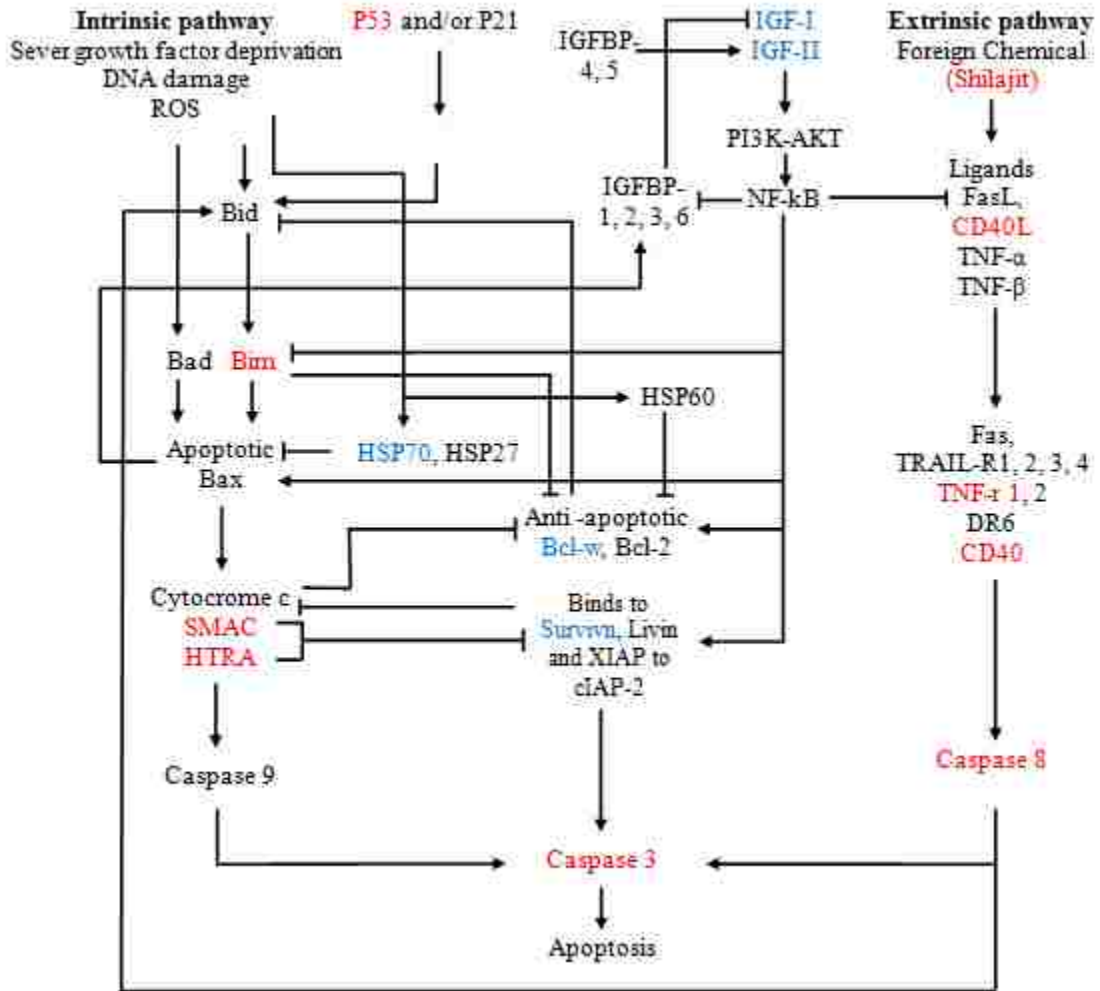 Intrinsic pathway
Sever growth factor deprivation
DNA damage
ROS
P53 and/or P21
IGFBP-
4, 5
IGF-I
IGF-II
Extrinsic pathway
Foreign Chemical
(Shilajit)
PI3K-AKT
Ligands
FasL,
CD40L
TNF-α
TNF-β
IGFBP-
1, 2, 3, 6
NF-kB
Bid
Bad Bim
HSP60
Apoptotic
Bax
HSP70, HSP27
Fas,
TRAIL-R1, 2, 3, 4
TNF-r 1, 2
DR6
CD40
Anti -apoptotic
Bcl-w, Bcl-2
Cytocrome c
SMAC
HTRA
Binds to
Survivn, Livin
and XIAP to
cIAP-2
Caspase 9
Caspase 8
Caspase 3
Apoptosis